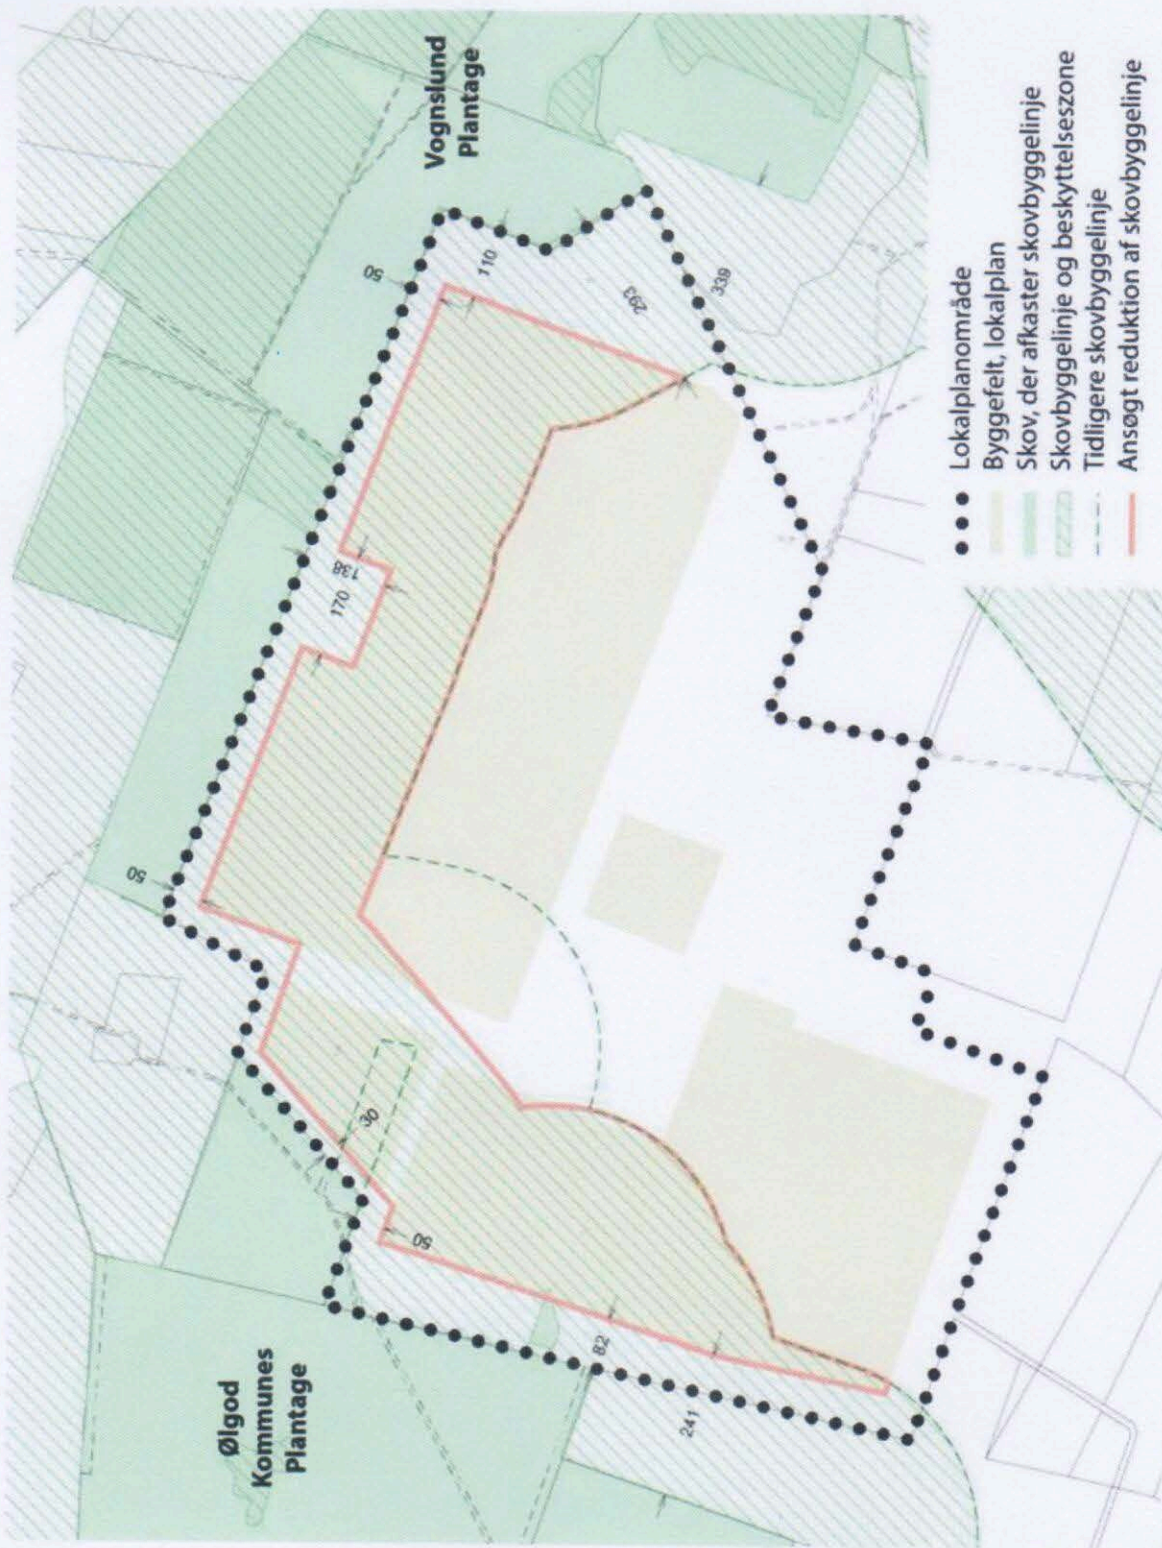 Vognslund
Plantage
50
110
293
339
138
170
50
30
50
82
241
Ølgod
Kommunes
Plantage
Lokalplanområde
Byggefelt, lokalplan
Skov, der afkaster skovbyggelinje
Skovbyggelinje og beskyttelseszone
Tidligere skovbyggelinje
Ansøgt reduktion af skovbyggelinje